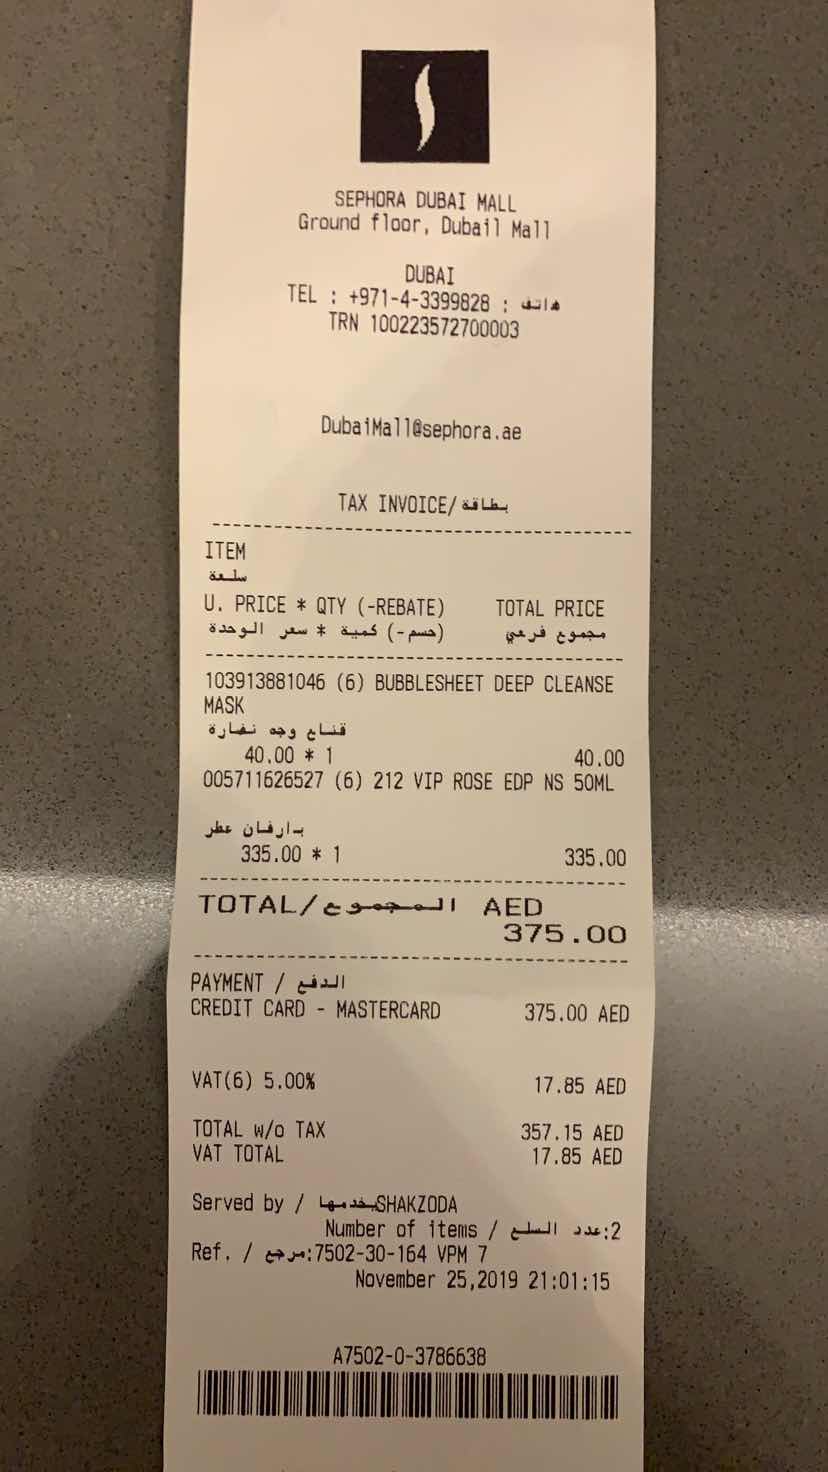 SEPHORA DUBAI MALL
Ground floor, Dubail Mall
DUBAI
TEL : +971-4-3399828 : هاتف
TRN 100223572700003
DubaiMall@sephora.ae
TAX INVOICE/بطاقة
ITEM
سلعة
U. PRICE * QTY (-REBATE) TOTAL PRICE
مجموع فرعي (حسم-) كمية * سعر الوحدة
103913881046 (6) BUBBLESHEET DEEP CLEANSE
MASK
قناع وجه نضارة
40.00 * 1 40.00
005711626527 (6) 212 VIP ROSE EDP NS 50ML
بارفان عطر
335.00 * 1 335.00
TOTAL/المجموع AED
375.00
PAYMENT / الدفع
CREDIT CARD - MASTERCARD 375.00 AED
VAT(6) 5.00% 17.85 AED
TOTAL w/o TAX 357.15 AED
VAT TOTAL 17.85 AED
Served by / يخدمها SHAKZODA
Number of items / عدد السلع:2
Ref. / مرجع:7502-30-164 VPM 7
November 25,2019 21:01:15
A7502-0-3786638